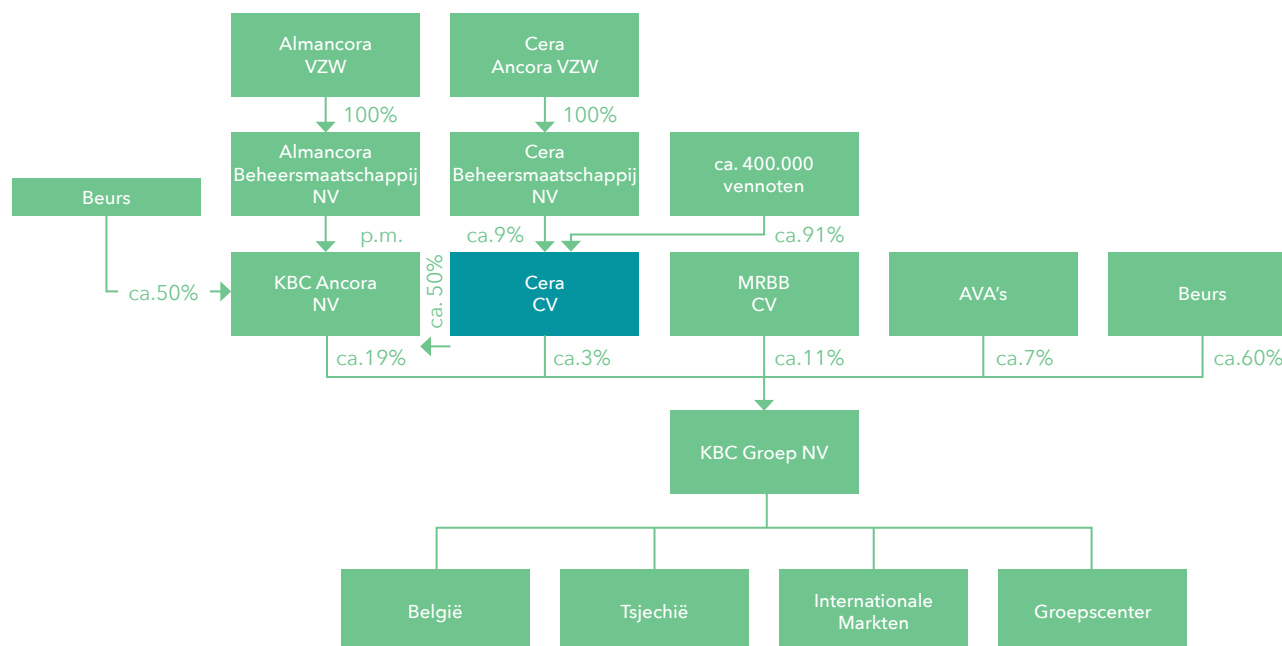 Almancora
VZW
Cera
Ancora VZW
100%
100%
Almancora
Beheersmaatschappij
NV
Cera
Beheersmaatschappij
NV
ca. 400.000
vennoten
Beurs
p.m.
ca.9%
ca.91%
ca.50%
KBC Ancora
NV
ca. 50%
Cera
CV
MRBB
CV
AVA’s
Beurs
ca.19%
ca.3%
ca.11%
ca.7%
ca.60%
KBC Groep NV
België
Tsjechië
Internationale
Markten
Groepscenter